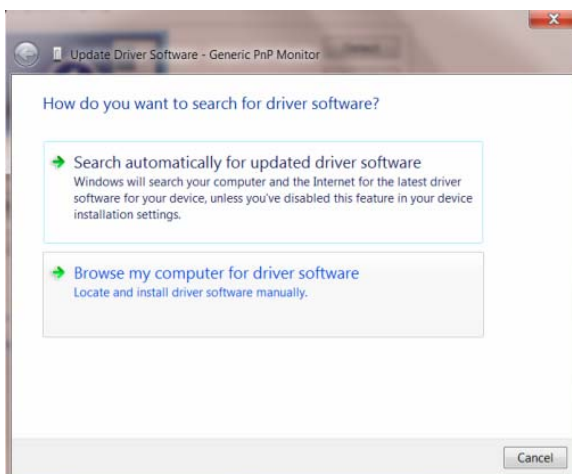 Update Driver Software - Generic PnP Monitor
How do you want to search for driver software?
Search automatically for updated driver software
Windows will search your computer and the Internet for the latest driver
software for your device, unless you've disabled this feature in your device
installation settings.
Browse my computer for driver software
Locate and install driver software manually.
Cancel